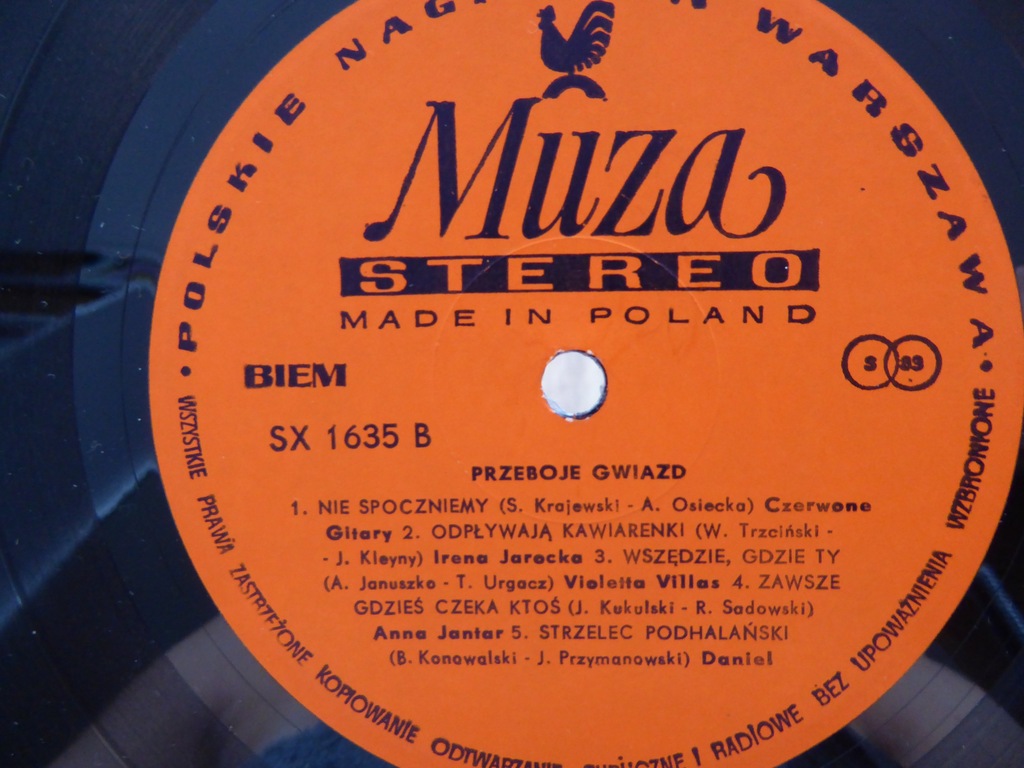 POLSKIE WARSZAWA
Muza
STEREO
MADE IN POLAND
BIEM
S 33
SX 1635 B
PRZEBOJE GWIAZD
1. NIE SPOCZNIEMY (S. Krajewski - A. Osiecka) Czerwone
Gitary 2. ODPŁYWAJĄ KAWIARENKI (W. Trzciński -
- J. Kleyny) Irena Jarocka 3. WSZĘDZIE, GDZIE TY
(A. Januszko - T. Urgacz) Violetta Villas 4. ZAWSZE
GDZIEŚ CZEKA KTOŚ (J. Kukulski - R. Sadowski)
Anna Jantar 5. STRZELEC PODHALAŃSKI
(B. Konowalski - J. Przymanowski) Daniel
WSZYSTKIE PRAWA ZASTRZEŻONE KOPIOWANIE ODTWARZANIE I RADIOWE BEZ UPOWAŻNIENIA WZBRONIONE